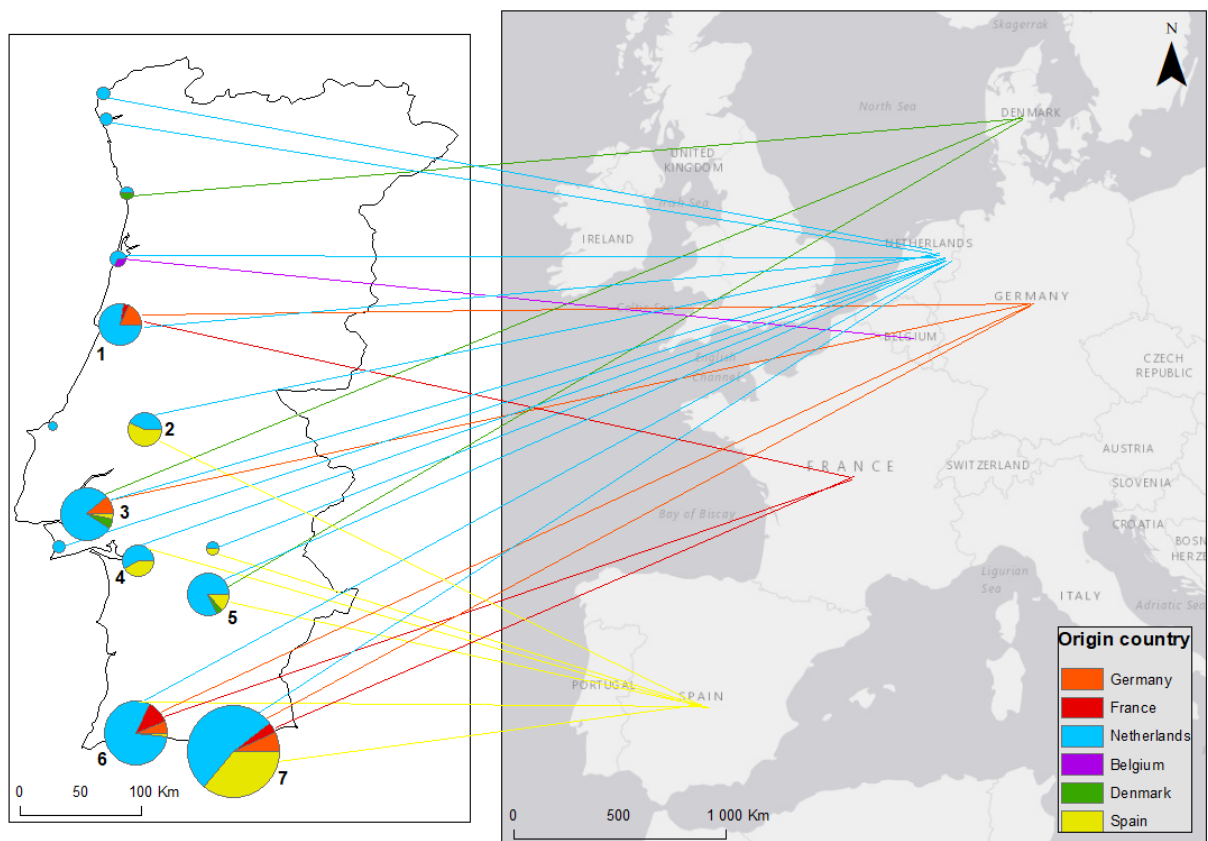 1
2
3
4
5
6
7
0 50 100 Km
N
Skagerrak
North Sea
DENMARK
UNITED
KINGDOM
Irish Sea
IRELAND
NETHERLANDS
GERMANY
Celtic Sea
BELGIUM
English
Channel
CZECH
REPUBLIC
AUSTRIA
FRANCE
SWITZERLAND
SLOVENIA
CROATIA
Bay of Biscay
BOSN
HERZE
Ligurian
Sea
ITALY
Adriatic Sea
PORTUGAL
SPAIN
Origin country
Germany
France
Netherlands
Belgium
Denmark
Spain
0 500 1 000 Km